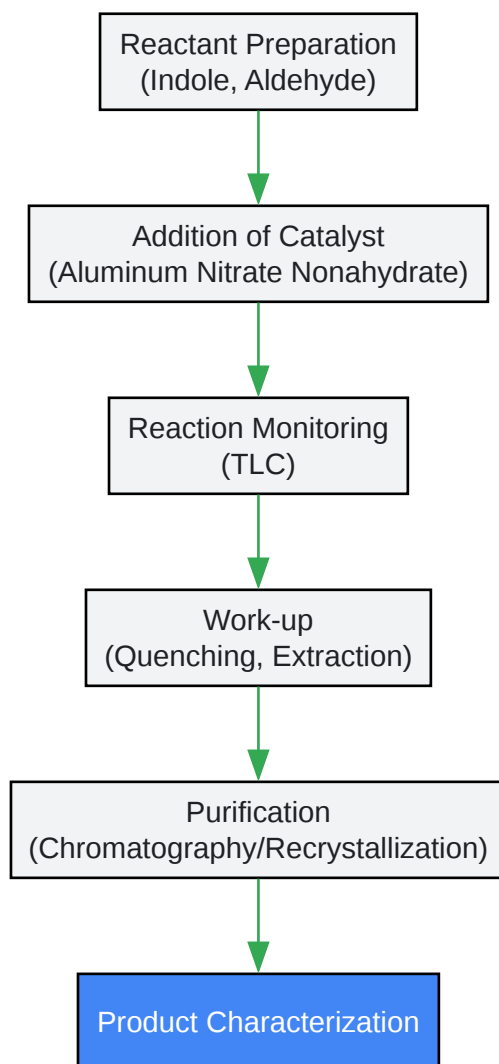 Reactant Preparation
(Indole, Aldehyde)
Addition of Catalyst
(Aluminum Nitrate Nonahydrate)
Reaction Monitoring
(TLC)
Work-up
(Quenching, Extraction)
Purification
(Chromatography/Recrystallization)
Product Characterization